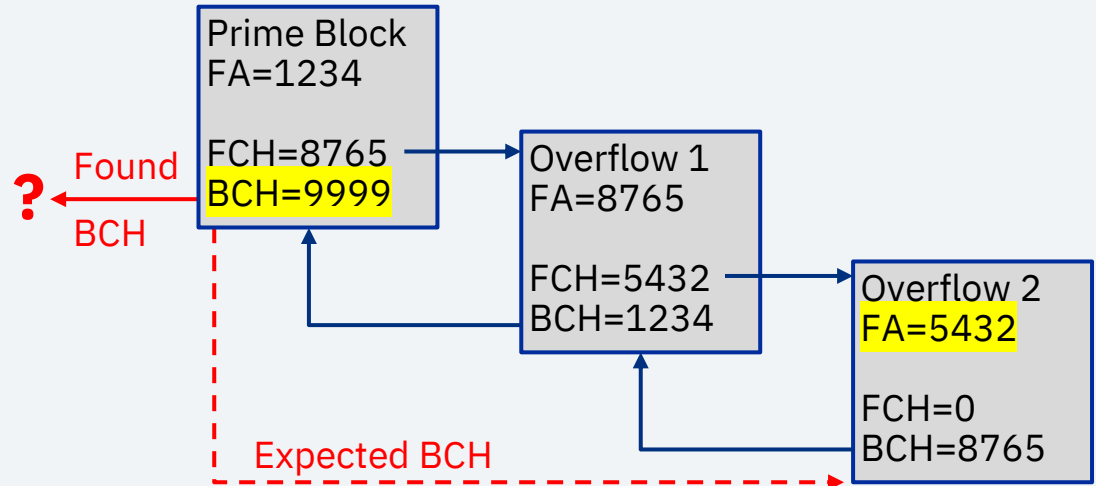 Prime Block
FA=1234
FCH=8765
BCH=9999
Found
?
BCH
Overflow 1
FA=8765
FCH=5432
BCH=1234
Overflow 2
FA=5432
FCH=0
BCH=8765
Expected BCH